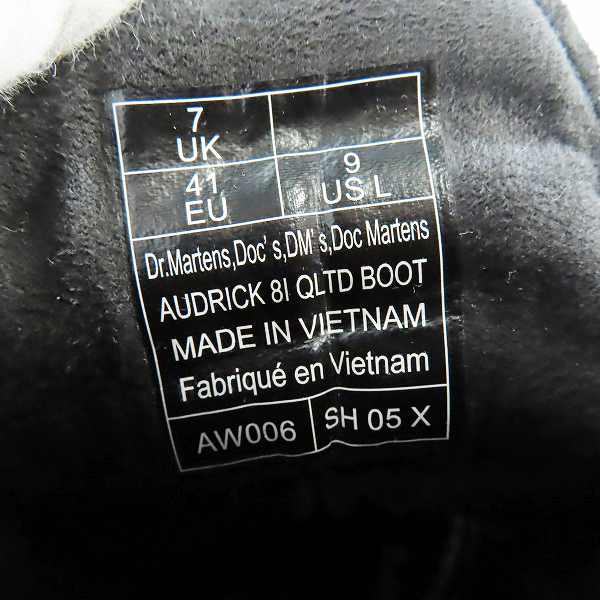 7
UK
41
EU
9
US L
Dr.Martens,Doc's,DM's,Doc Martens
AUDRICK 8I QLTD BOOT
MADE IN VIETNAM
Fabriqué en Vietnam
AW006
SH 05 X